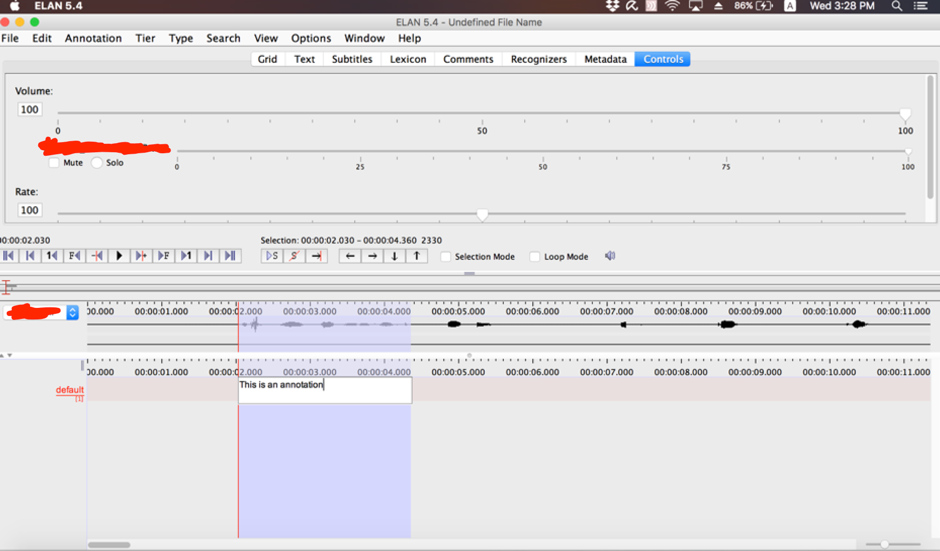 ELAN 5.4 86% A Wed 3:28 PM
ELAN 5.4 - Undefined File Name
File Edit Annotation Tier Type Search View Options Window Help
Grid Text Subtitles Lexicon Comments Recognizers Metadata Controls
Volume:
100
0 50 100
Mute Solo 0 25 50 75 100
Rate:
100
00:00:02.030 Selection: 00:00:02.030 - 00:00:04.360 2330
1 F F 1 S S Selection Mode Loop Mode
00.000 00:00:01.000 00:00:02.000 00:00:03.000 00:00:04.000 00:00:05.000 00:00:06.000 00:00:07.000 00:00:08.000 00:00:09.000 00:00:10.000 00:00:11.000
00.000 00:00:01.000 00:00:02.000 00:00:03.000 00:00:04.000 00:00:05.000 00:00:06.000 00:00:07.000 00:00:08.000 00:00:09.000 00:00:10.000 00:00:11.000
This is an annotation
default
[1]